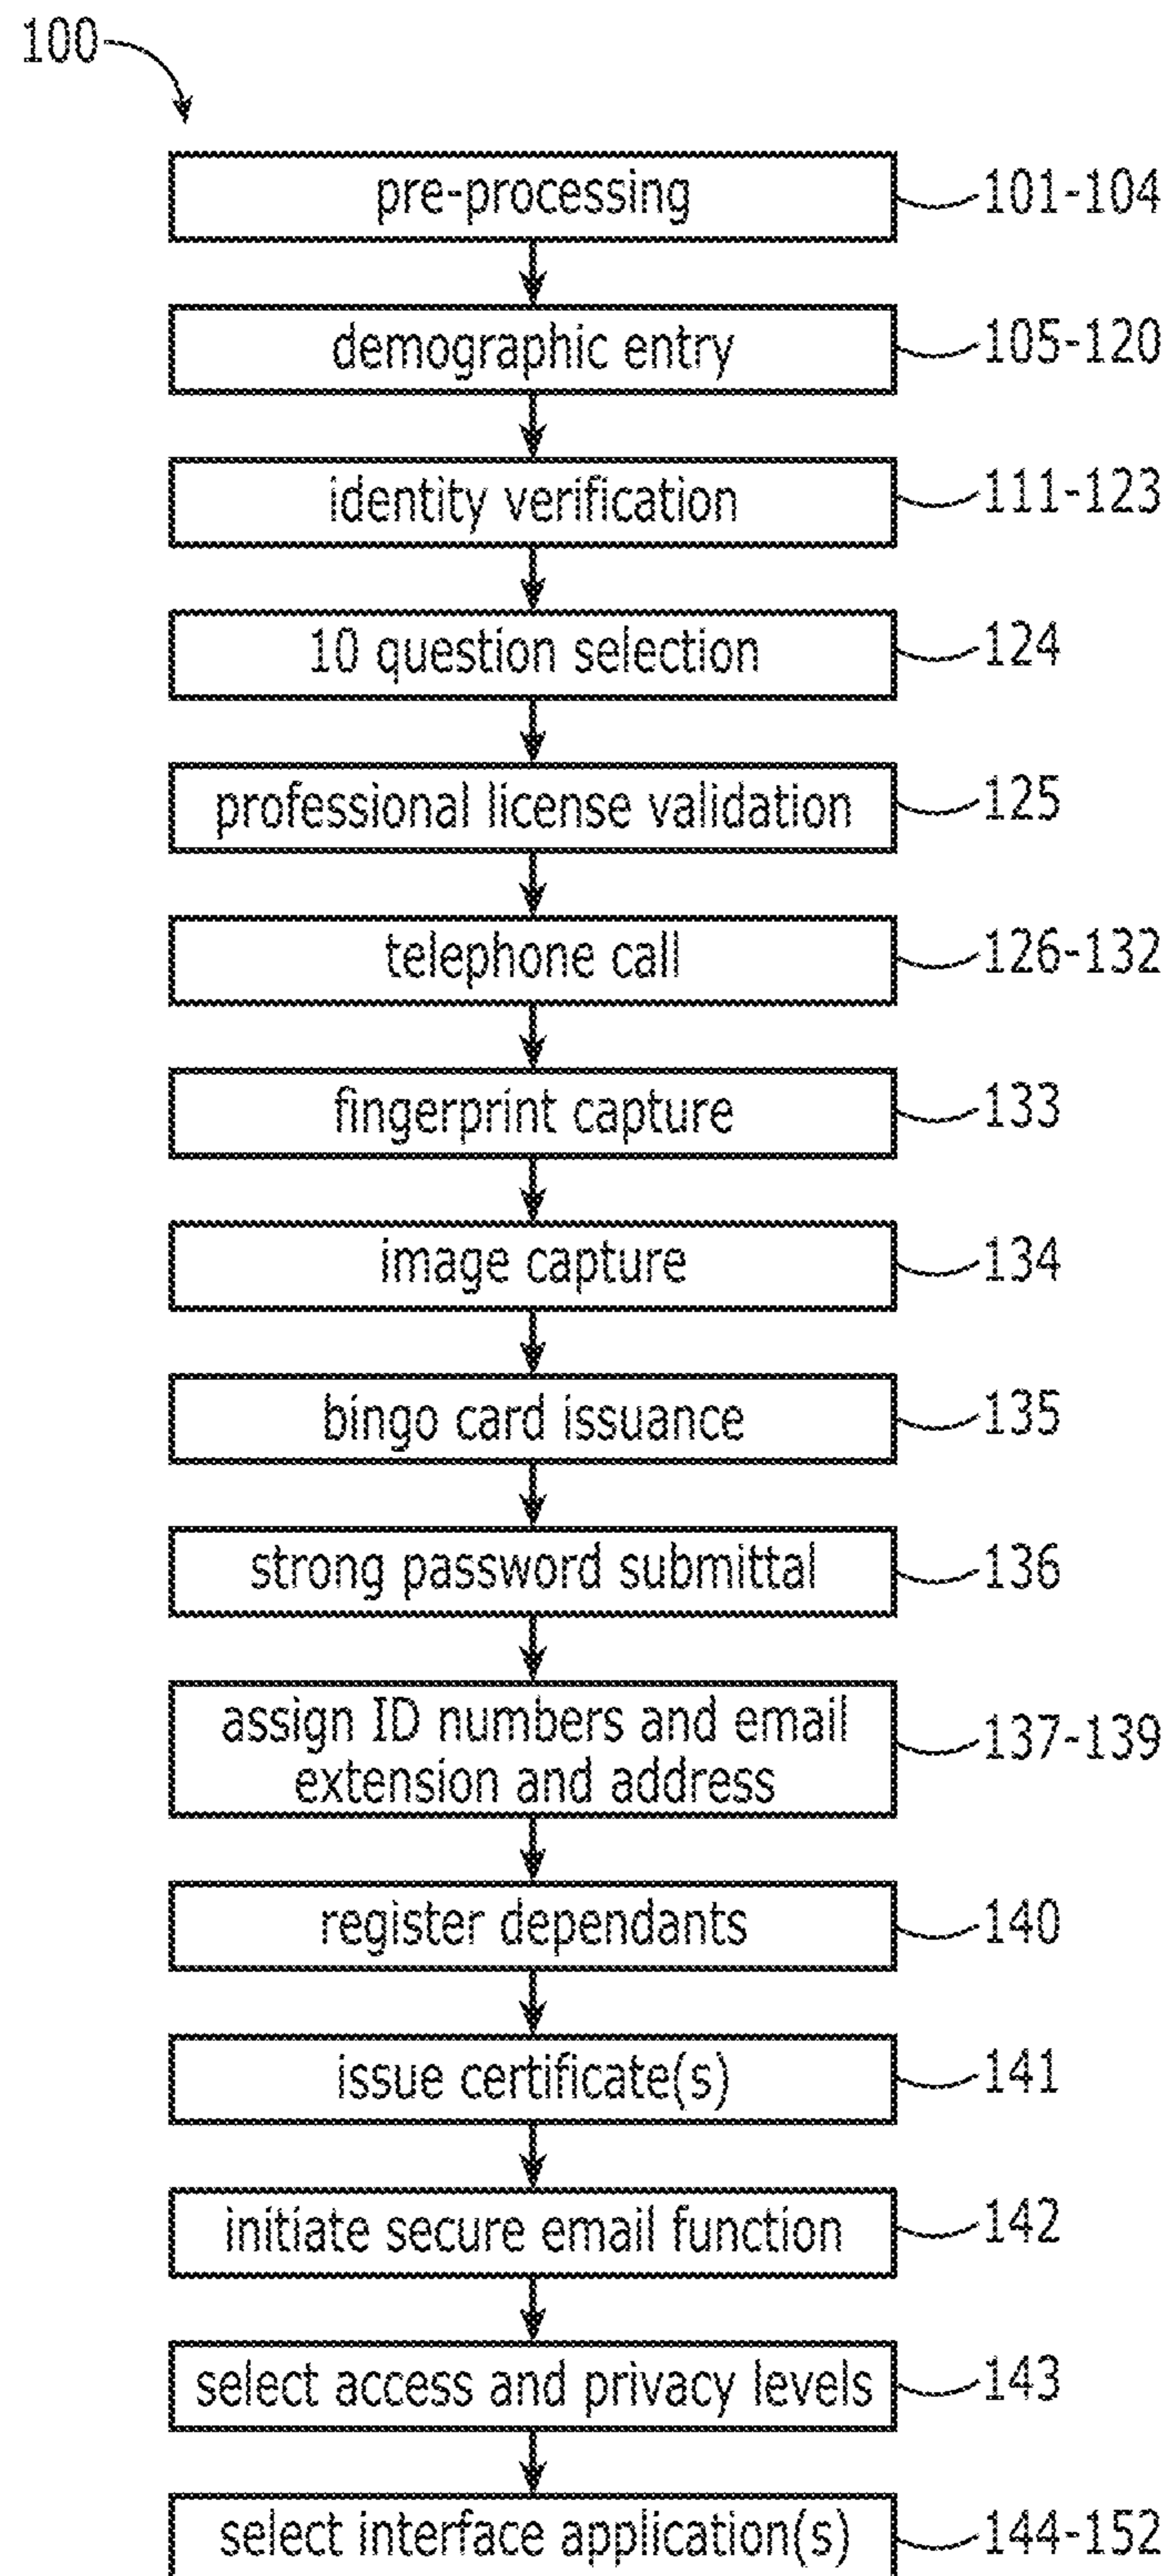 100
pre-processing 101-104
demographic entry 105-120
identity verification 111-123
10 question selection 124
professional license validation 125
telephone call 126-132
fingerprint capture 133
image capture 134
bingo card issuance 135
strong password submittal 136
assign ID numbers and email
extension and address 137-139
register dependants 140
issue certificate(s) 141
initiate secure email function 142
select access and privacy levels 143
select interface application(s) 144-152